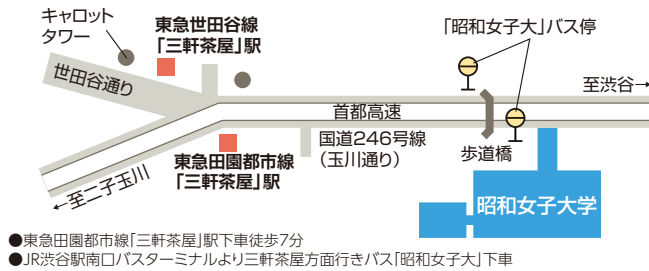 キャロット
タワー
東急世田谷線
「三軒茶屋」駅
「昭和女子大」バス停
世田谷通り
至渋谷→
首都高速
国道246号線
（玉川通り）
歩道橋
東急田園都市線
「三軒茶屋」駅
←至二子玉川
昭和女子大学
●東急田園都市線「三軒茶屋」駅下車徒歩7分
●JR渋谷駅南口バスターミナルより三軒茶屋方面行きバス「昭和女子大」下車